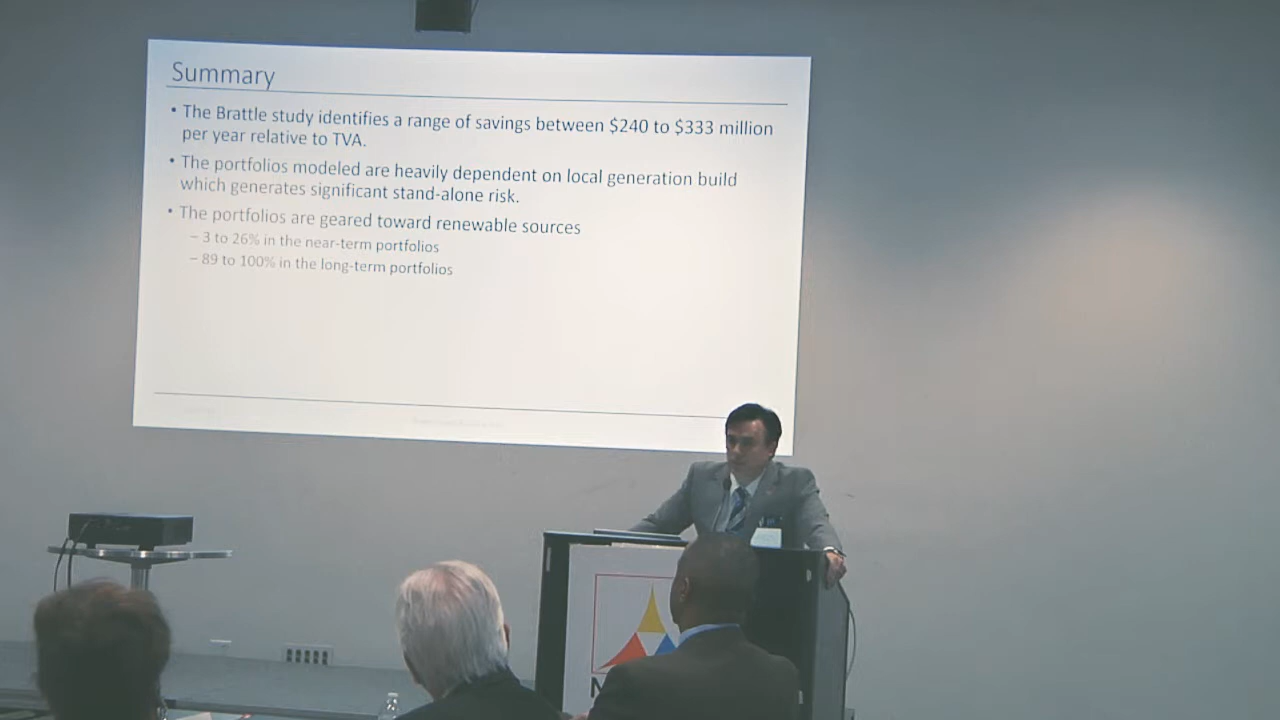 Summary
• The Brattle study identifies a range of savings between $240 to $333 million
per year relative to TVA.
• The portfolios modeled are heavily dependent on local generation build
which generates significant stand-alone risk.
• The portfolios are geared toward renewable sources
– 3 to 26% in the near-term portfolios
– 89 to 100% in the long-term portfolios